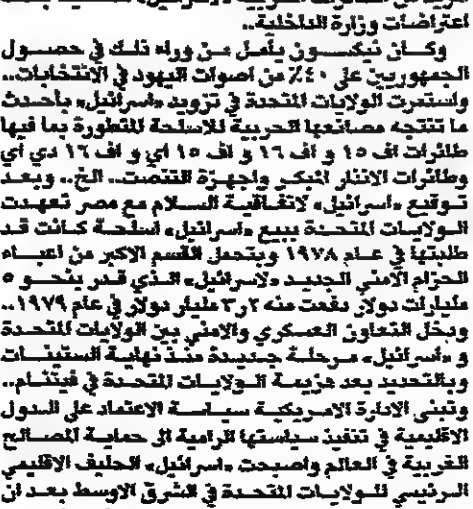 اعتراضات وزارة الداخلية..
وكان نيكسون يأمل من وراء ذلك في حصول
الجمهوريين على ٤٠٪ من اصوات اليهود في الانتخابات..
واستمرت الولايات المتحدة في تزويد «اسرائيل» بأحدث
ما تنتجه مصانعها الحربية للاسلحة المتطورة بما فيها
طائرات اف ١٥ و اف ١٦ و اف ١٥ أي و اف ١٦ دي أي
وطائرات الانذار المبكر واجهزة التنصت.. الخ.. وبعد
توقيع «اسرائيل» لاتفاقية السلام مع مصر تعهدت
الولايات المتحدة ببيع «اسرائيل» اسلحة كانت قد
طلبتها في عام ١٩٧٨ ويتحمل القسم الاكبر من اعباء
الحزام الأمني الجديد «لاسرائيل» الذي قدر بنحو ٥
مليارات دولار دفعت منه ٢ر٣ مليار دولار في عام ١٩٧٩..
ودخل التعاون العسكري والامني بين الولايات المتحدة
و «اسرائيل» مرحلة جديدة منذ نهاية الستينات
وبالتحديد بعد هزيمة الولايات المتحدة في فيتنام..
وتبني الادارة الامريكية سياسة الاعتماد على الدول
الاقليمية في تنفيذ سياستها الرامية الى حماية المصالح
الغربية في العالم واصبحت «اسرائيل» الحليف الاقليمي
الرئيسي للولايات المتحدة في الشرق الاوسط بعد ان